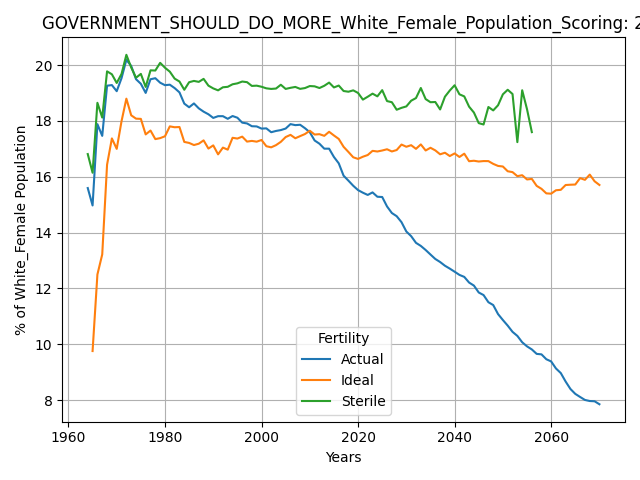 GOVERNMENT_SHOULD_DO_MORE_White_Female_Population_Scoring: 2
% of White_Female Population
20
18
16
14
12
10
8
Fertility
Actual
Ideal
Sterile
1960 1980 2000 2020 2040 2060
Years